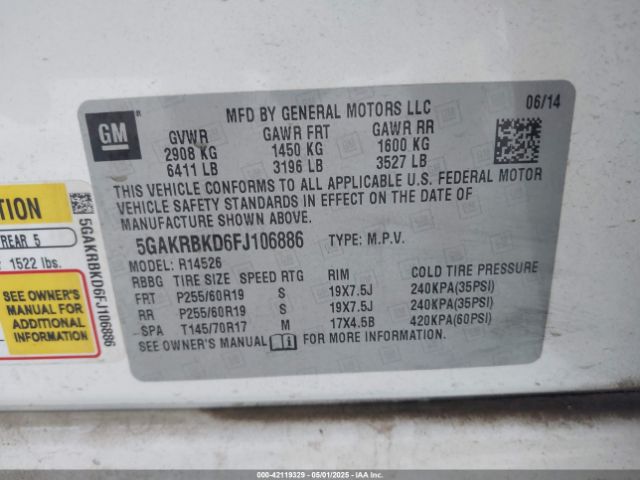 GM
MFD BY GENERAL MOTORS LLC
06/14
GVWR GAWR FRT GAWR RR
2908 KG 1450 KG 1600 KG
6411 LB 3196 LB 3527 LB
THIS VEHICLE CONFORMS TO ALL APPLICABLE U.S. FEDERAL MOTOR
VEHICLE SAFETY STANDARDS IN EFFECT ON THE DATE OF
MANUFACTURE SHOWN ABOVE.
5GAKRBKD6FJ106886 TYPE: M.P.V.
MODEL: R14526
RBBG TIRE SIZE SPEED RTG RIM COLD TIRE PRESSURE
FRT P255/60R19 S 19X7.5J 240KPA(35PSI)
RR P255/60R19 S 19X7.5J 240KPA(35PSI)
SPA T145/70R17 M 17X4.5B 420KPA(60PSI)
SEE OWNER'S MANUAL FOR MORE INFORMATION.
TION
REAR 5
1522 lbs.
SEE OWNER'S
MANUAL FOR
ADDITIONAL
INFORMATION
5GAKRBKD6FJ106886
000-42119329 - 05/01/2025 - IAAI.COM